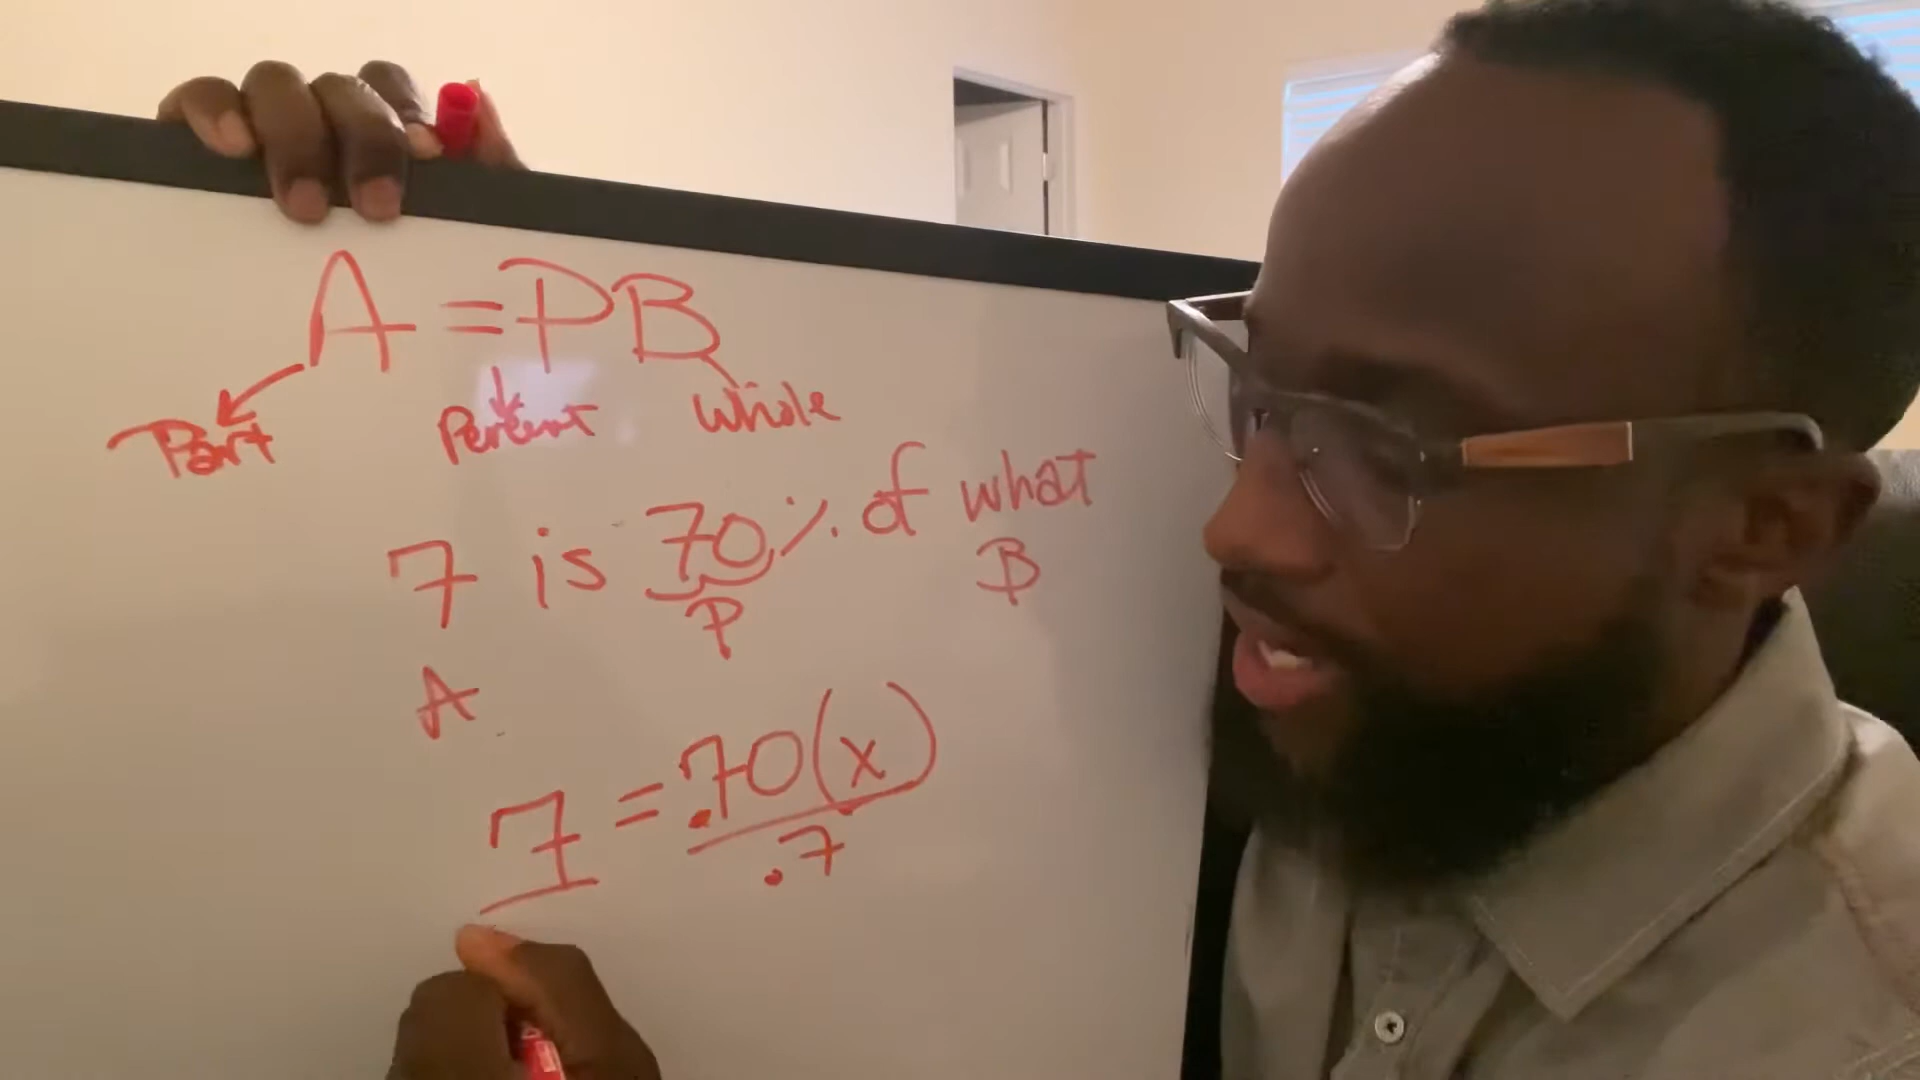 A = PB
Part Percent Whole
7 is 70% of what
P B
A
7 = .70(x)
.7